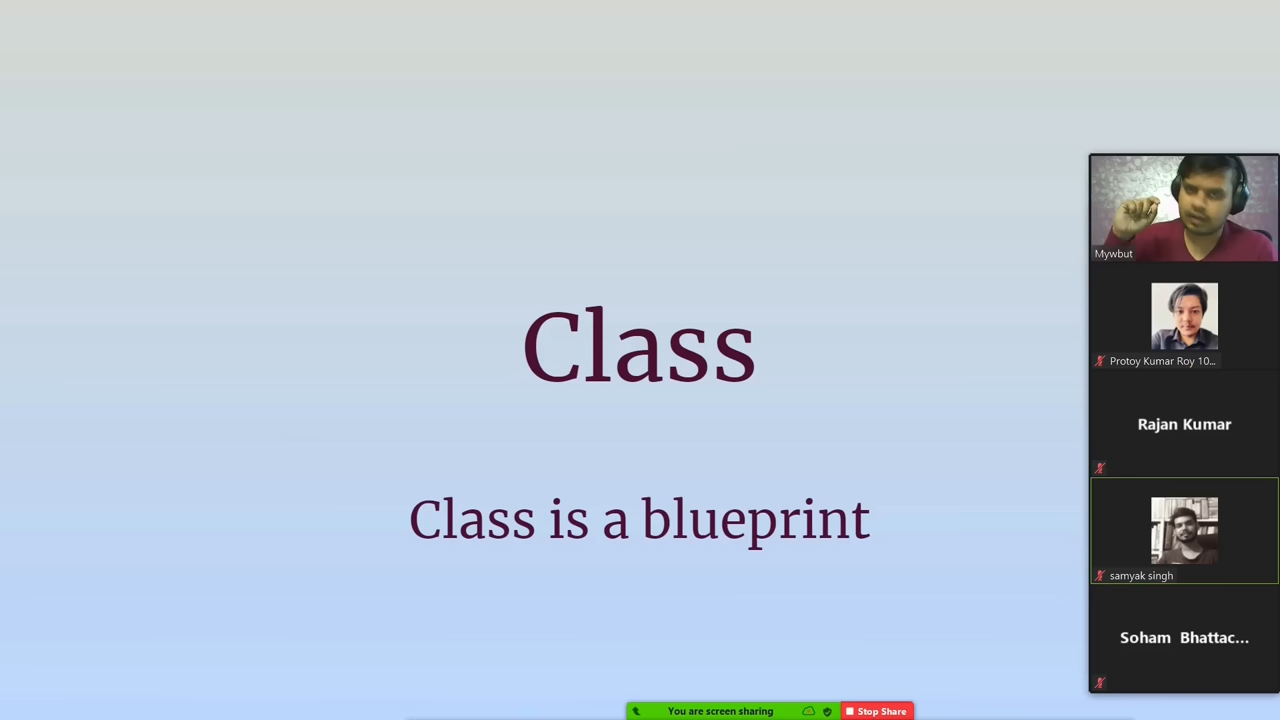 Class
Class is a blueprint
Mywbut
Protoy Kumar Roy 10...
Rajan Kumar
samyak singh
Soham Bhattac...
You are screen sharing
Stop Share